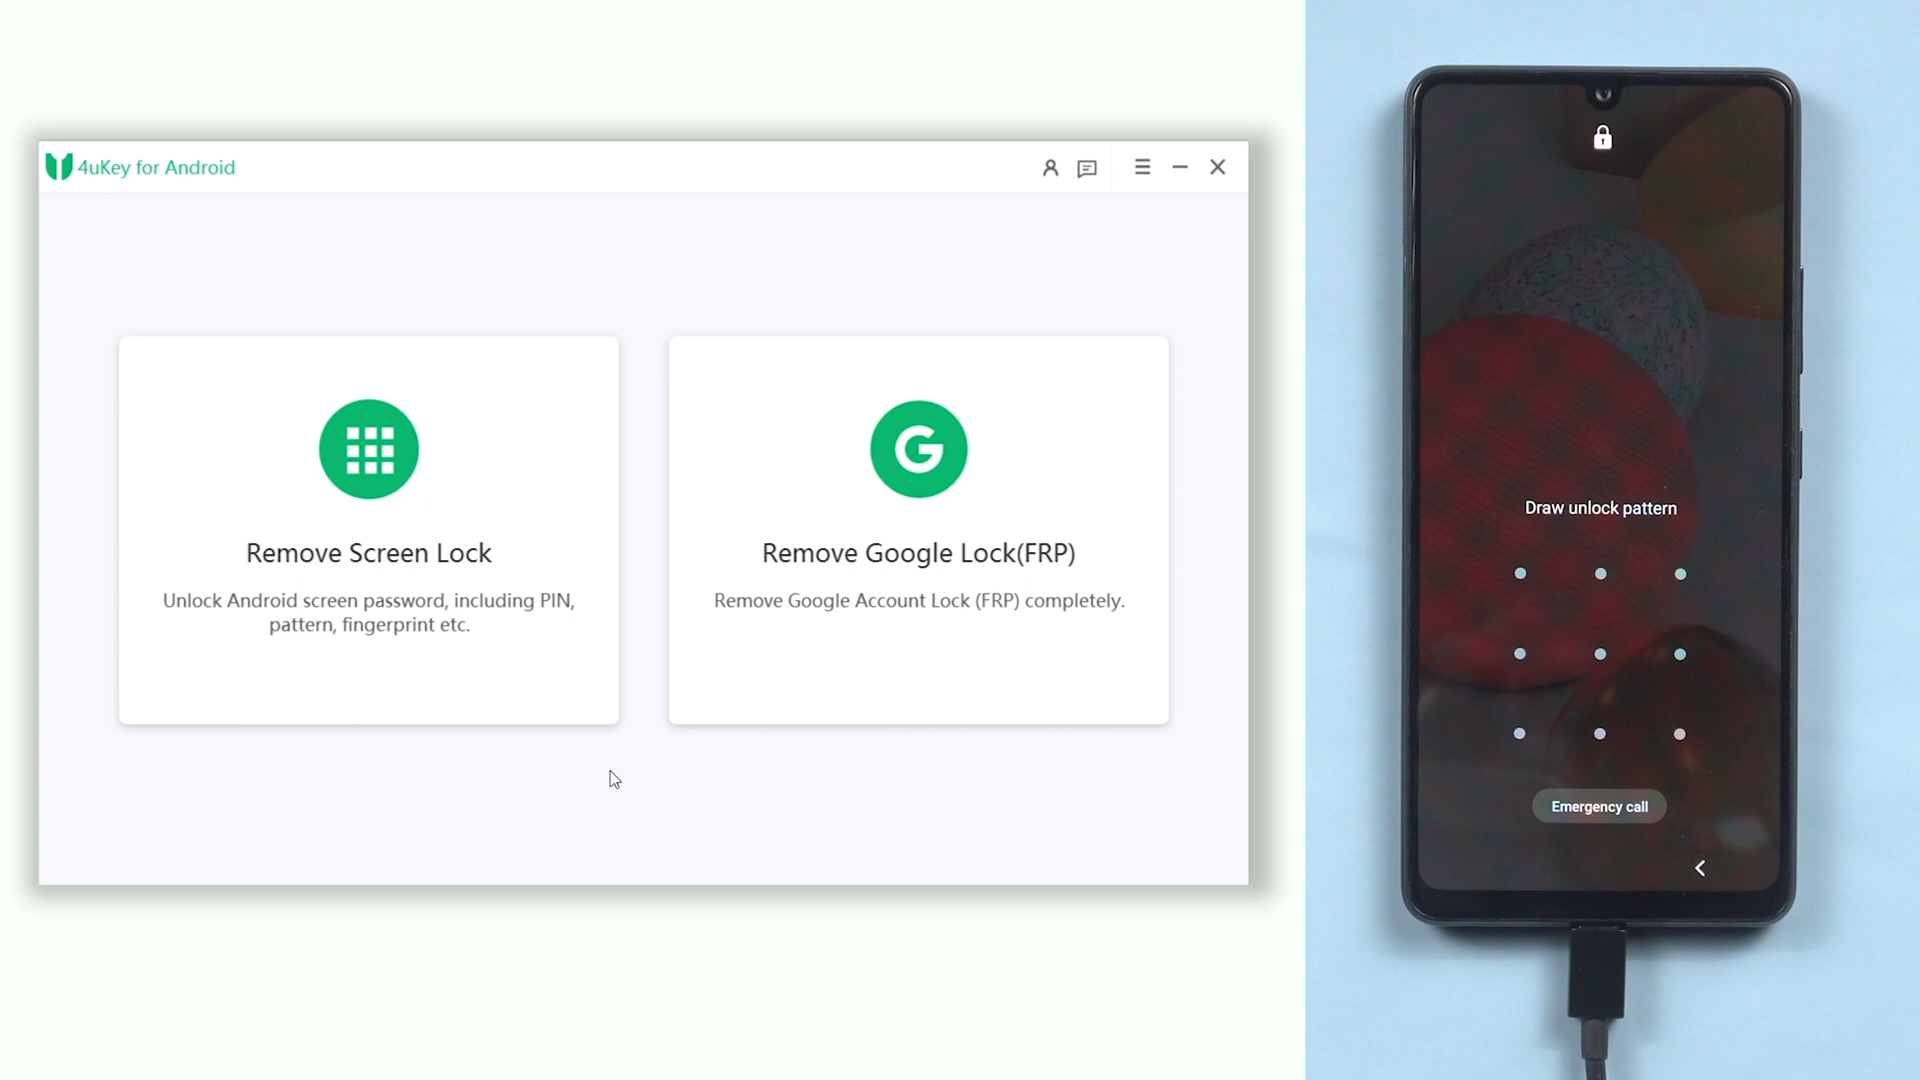 4uKey for Android
Remove Screen Lock
Unlock Android screen password, including PIN,
pattern, fingerprint etc.
Remove Google Lock(FRP)
Remove Google Account Lock (FRP) completely.
Draw unlock pattern
Emergency call